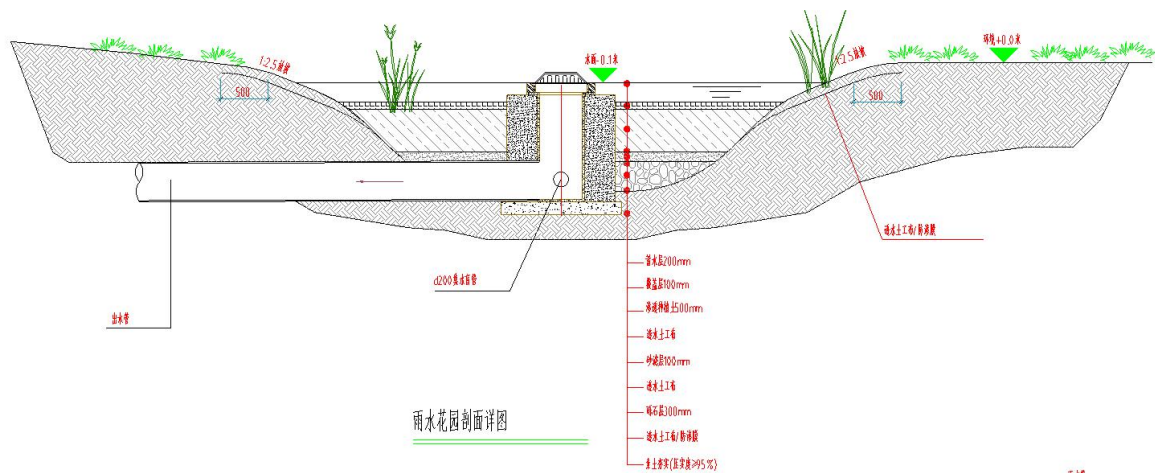 1:2.5放坡
水面-0.1米
1:2.5放坡
环境+0.0米
500
500
透水土工布/防渗膜
蓄水层200mm
d200集水盲管
覆盖层100mm
渗透种植土500mm
出水管
透水土工布
砂滤层100mm
透水土工布
雨水花园剖面详图
砾石层300mm
透水土工布/防渗膜
素土夯实(压实度≥95%)